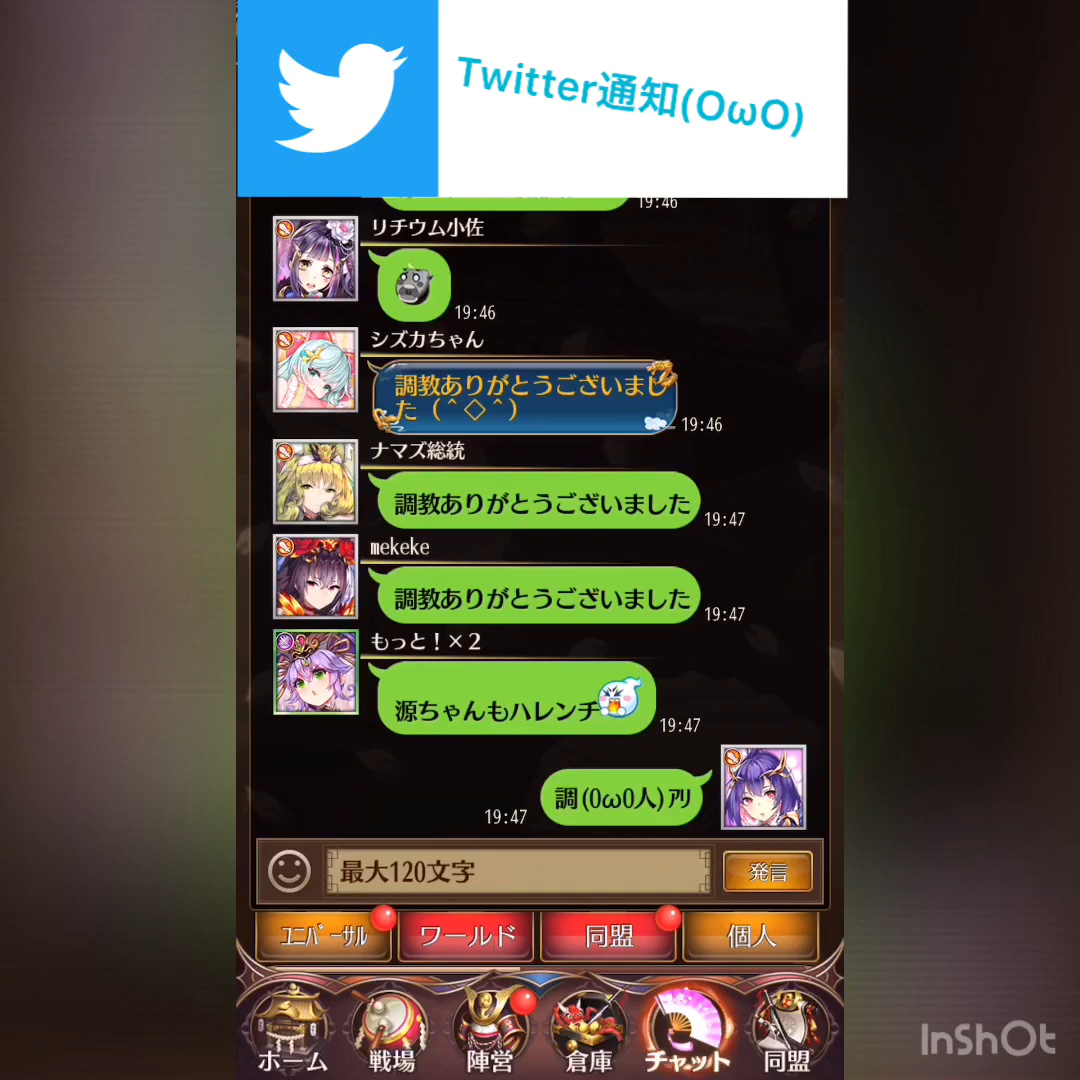 Twitter通知(OωO)
19:46
リチウム小佐
19:46
シズカちゃん
調教ありがとうございまし
た（＾◇＾）
19:46
ナマズ総統
調教ありがとうございました
19:47
mekeke
調教ありがとうございました
19:47
もっと！×２
源ちゃんもハレンチ
19:47
調(0ω0人)ｱﾘ
19:47
最大120文字
発言
ﾕﾆﾊﾞｰｻﾙ
ワールド
同盟
個人
ホーム
戦場
陣営
倉庫
チャット
同盟
InShOt